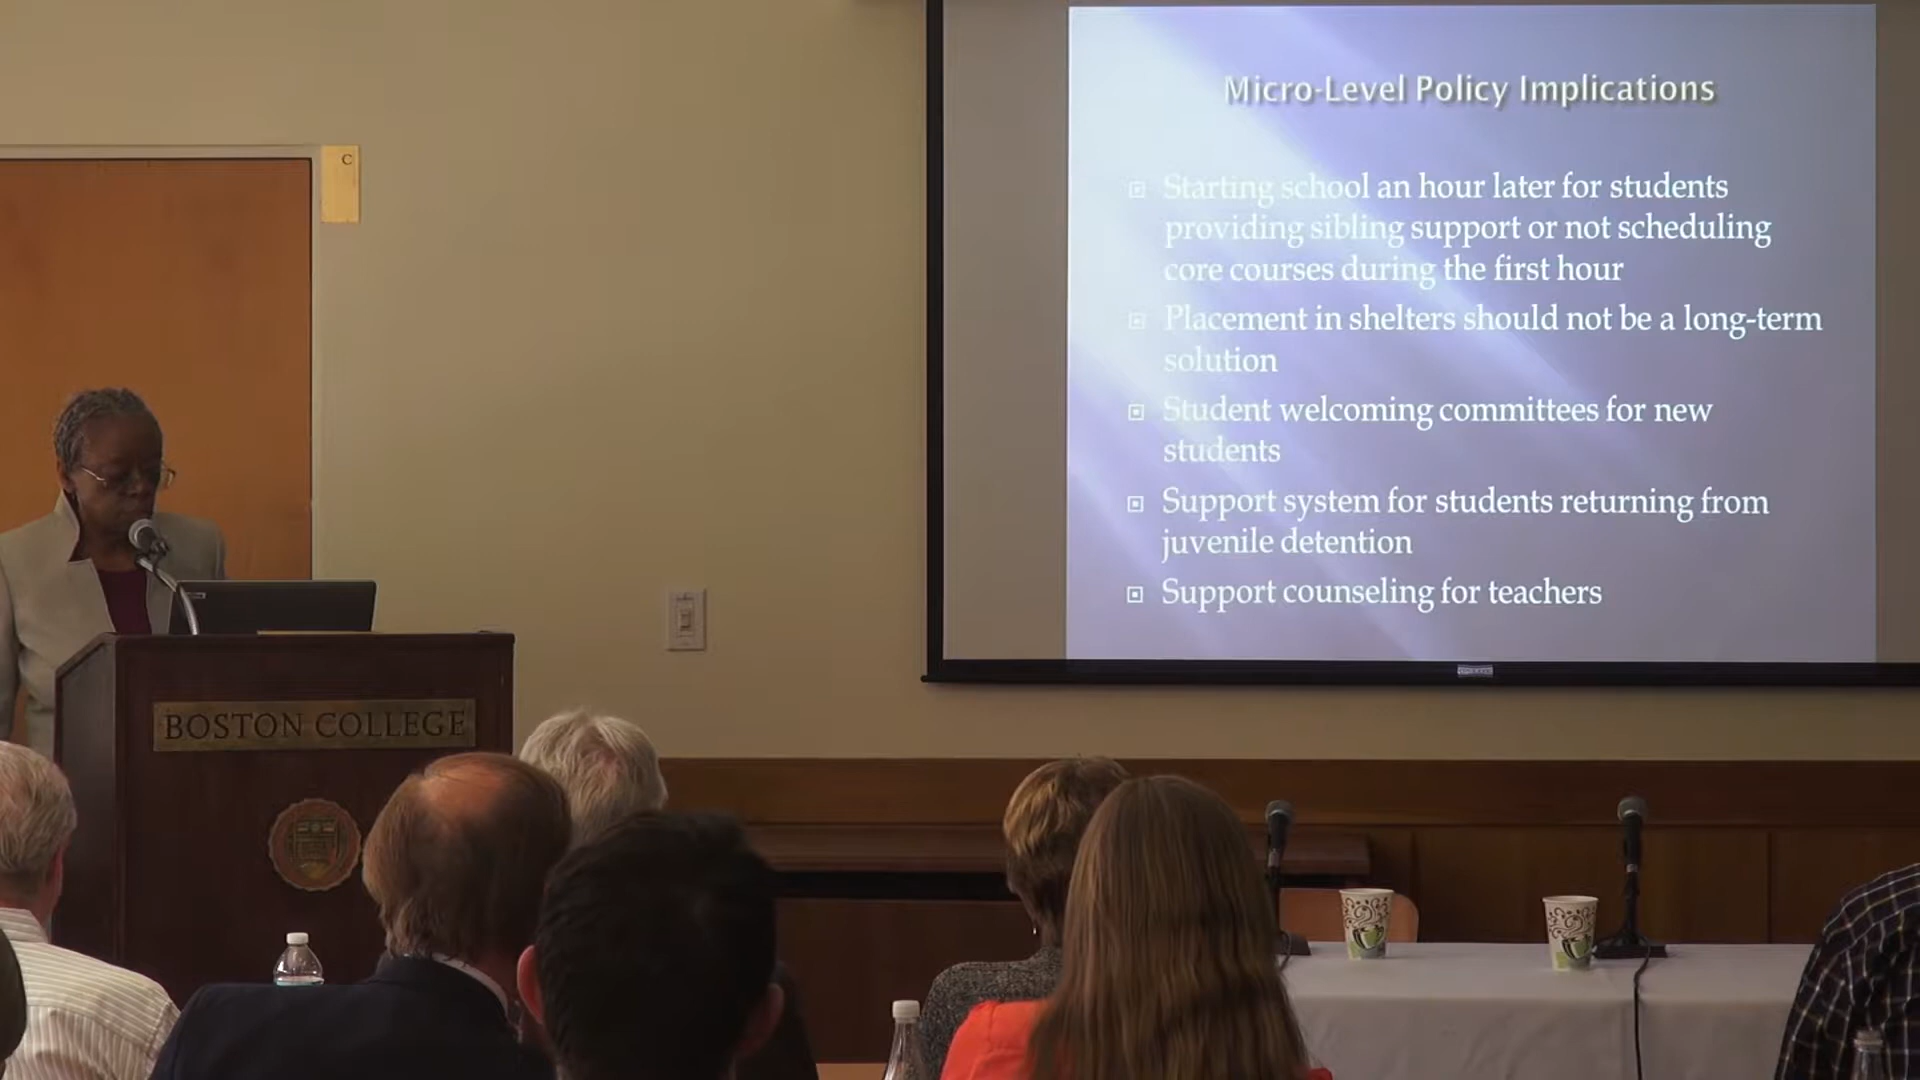 Micro-Level Policy Implications
Starting school an hour later for students
providing sibling support or not scheduling
core courses during the first hour
Placement in shelters should not be a long-term
solution
Student welcoming committees for new
students
Support system for students returning from
juvenile detention
Support counseling for teachers
C
BOSTON COLLEGE